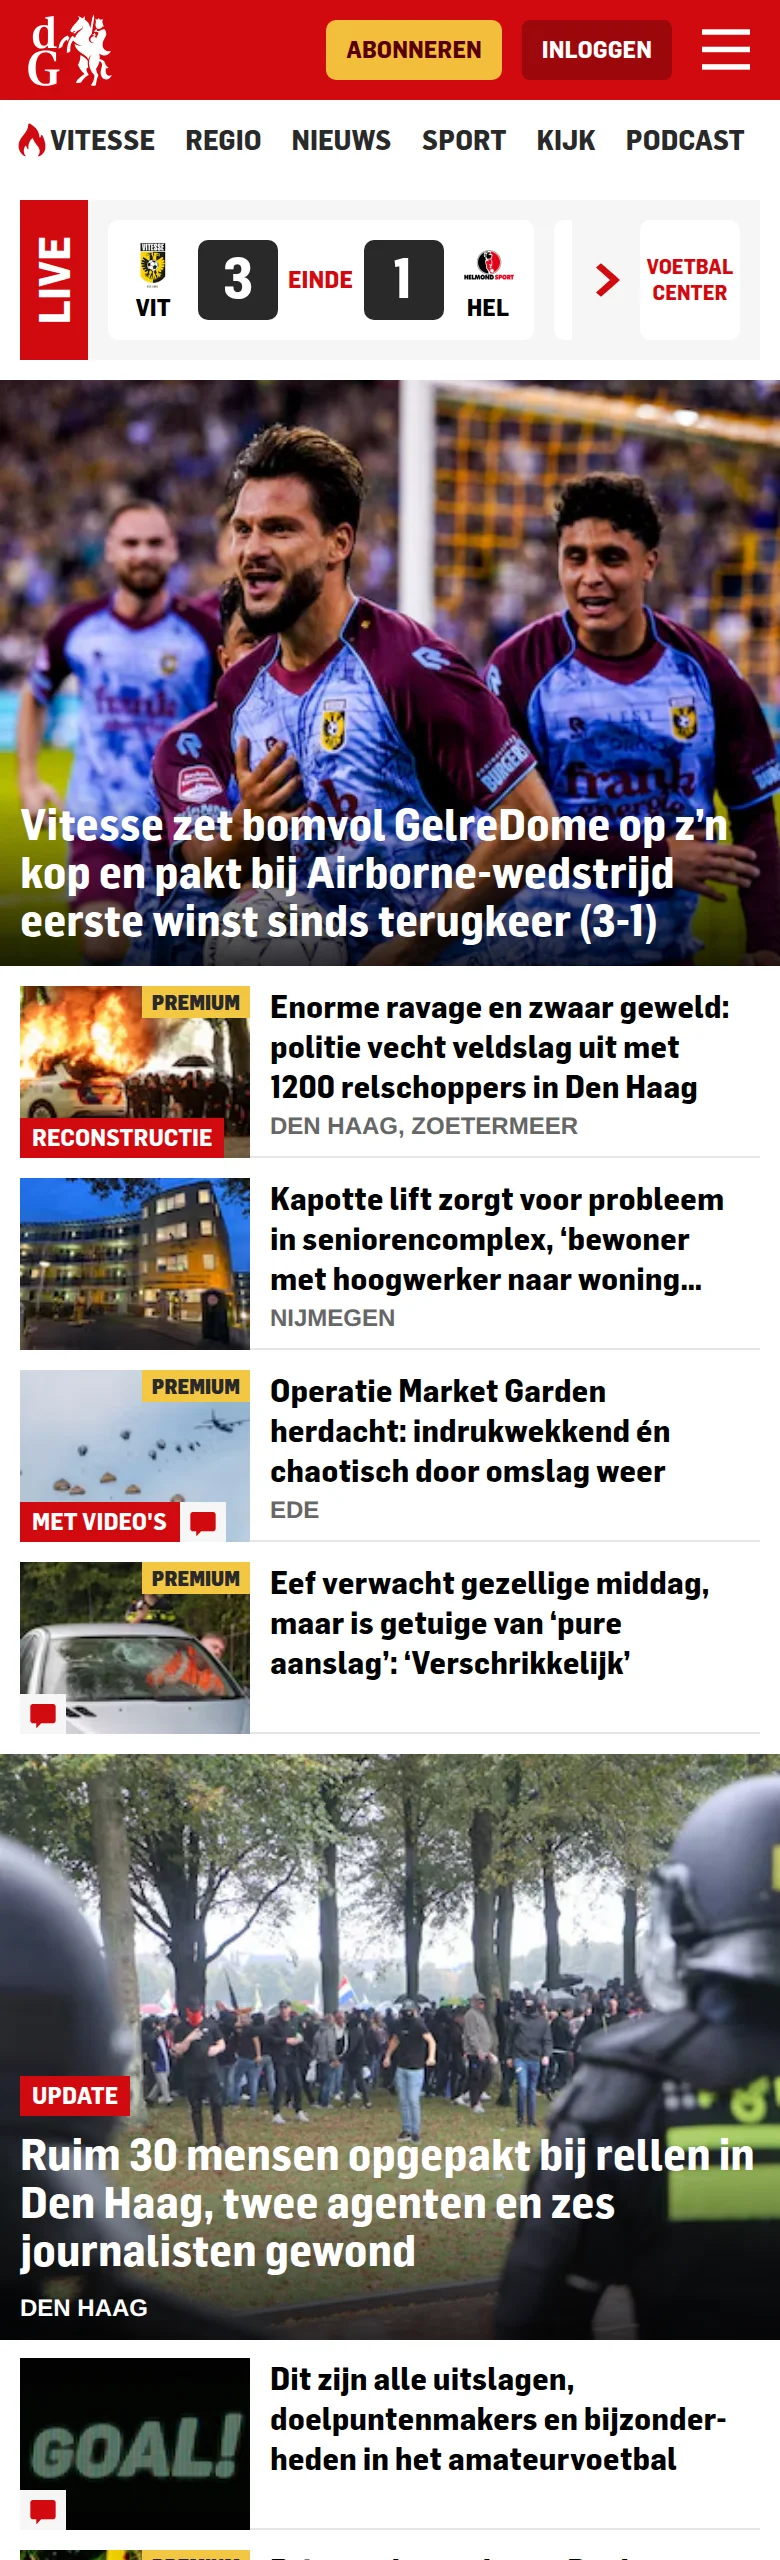 dG
ABONNEREN
INLOGGEN
VITESSE
REGIO
NIEUWS
SPORT
KIJK
PODCAST
LIVE
VITESSE
VIT
3
EINDE
1
HELMOND SPORT
HEL
VOETBAL
CENTER
Vitesse zet bomvol GelreDome op z’n
kop en pakt bij Airborne-wedstrijd
eerste winst sinds terugkeer (3-1)
PREMIUM
RECONSTRUCTIE
Enorme ravage en zwaar geweld:
politie vecht veldslag uit met
1200 relschoppers in Den Haag
DEN HAAG, ZOETERMEER
Kapotte lift zorgt voor probleem
in seniorencomplex, ‘bewoner
met hoogwerker naar woning...
NIJMEGEN
PREMIUM
MET VIDEO'S
Operatie Market Garden
herdacht: indrukwekkend én
chaotisch door omslag weer
EDE
PREMIUM
Eef verwacht gezellige middag,
maar is getuige van ‘pure
aanslag’: ‘Verschrikkelijk’
UPDATE
Ruim 30 mensen opgepakt bij rellen in
Den Haag, twee agenten en zes
journalisten gewond
DEN HAAG
GOAL!
Dit zijn alle uitslagen,
doelpuntenmakers en bijzonder-
heden in het amateurvoetbal